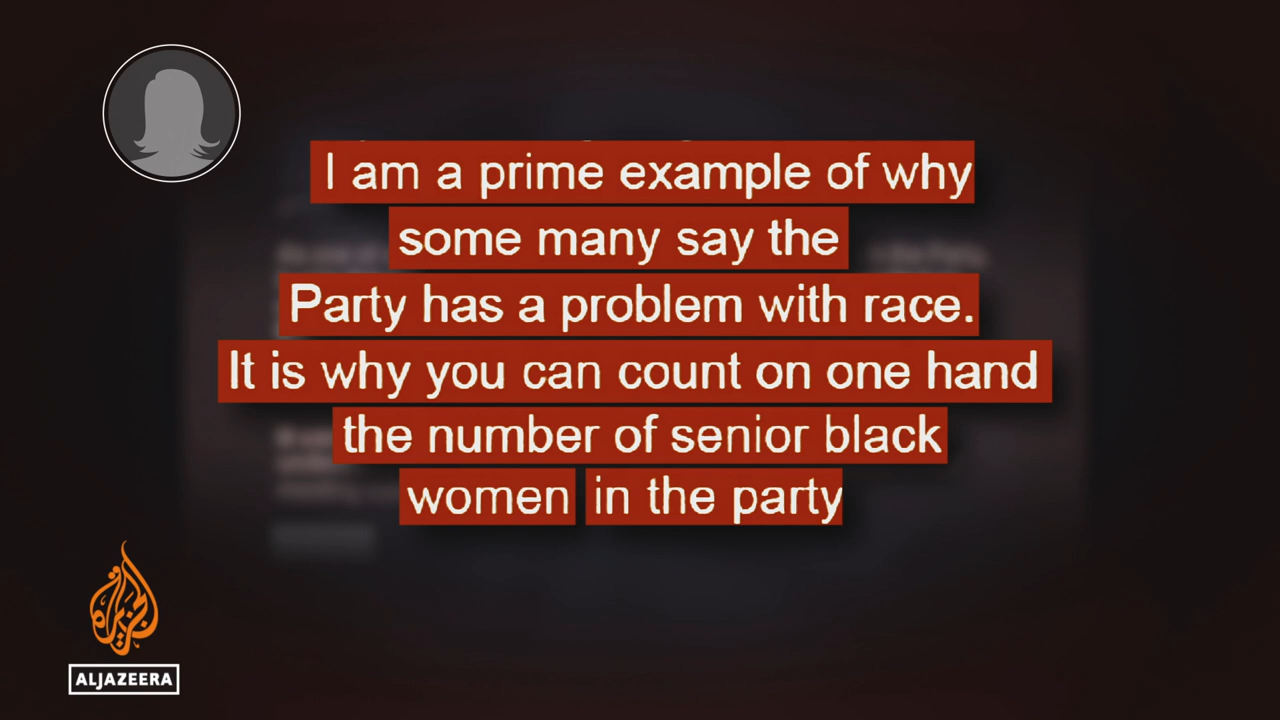 I am a prime example of why
some many say the
Party has a problem with race.
It is why you can count on one hand
the number of senior black
women in the party
الجزيرة
ALJAZEERA